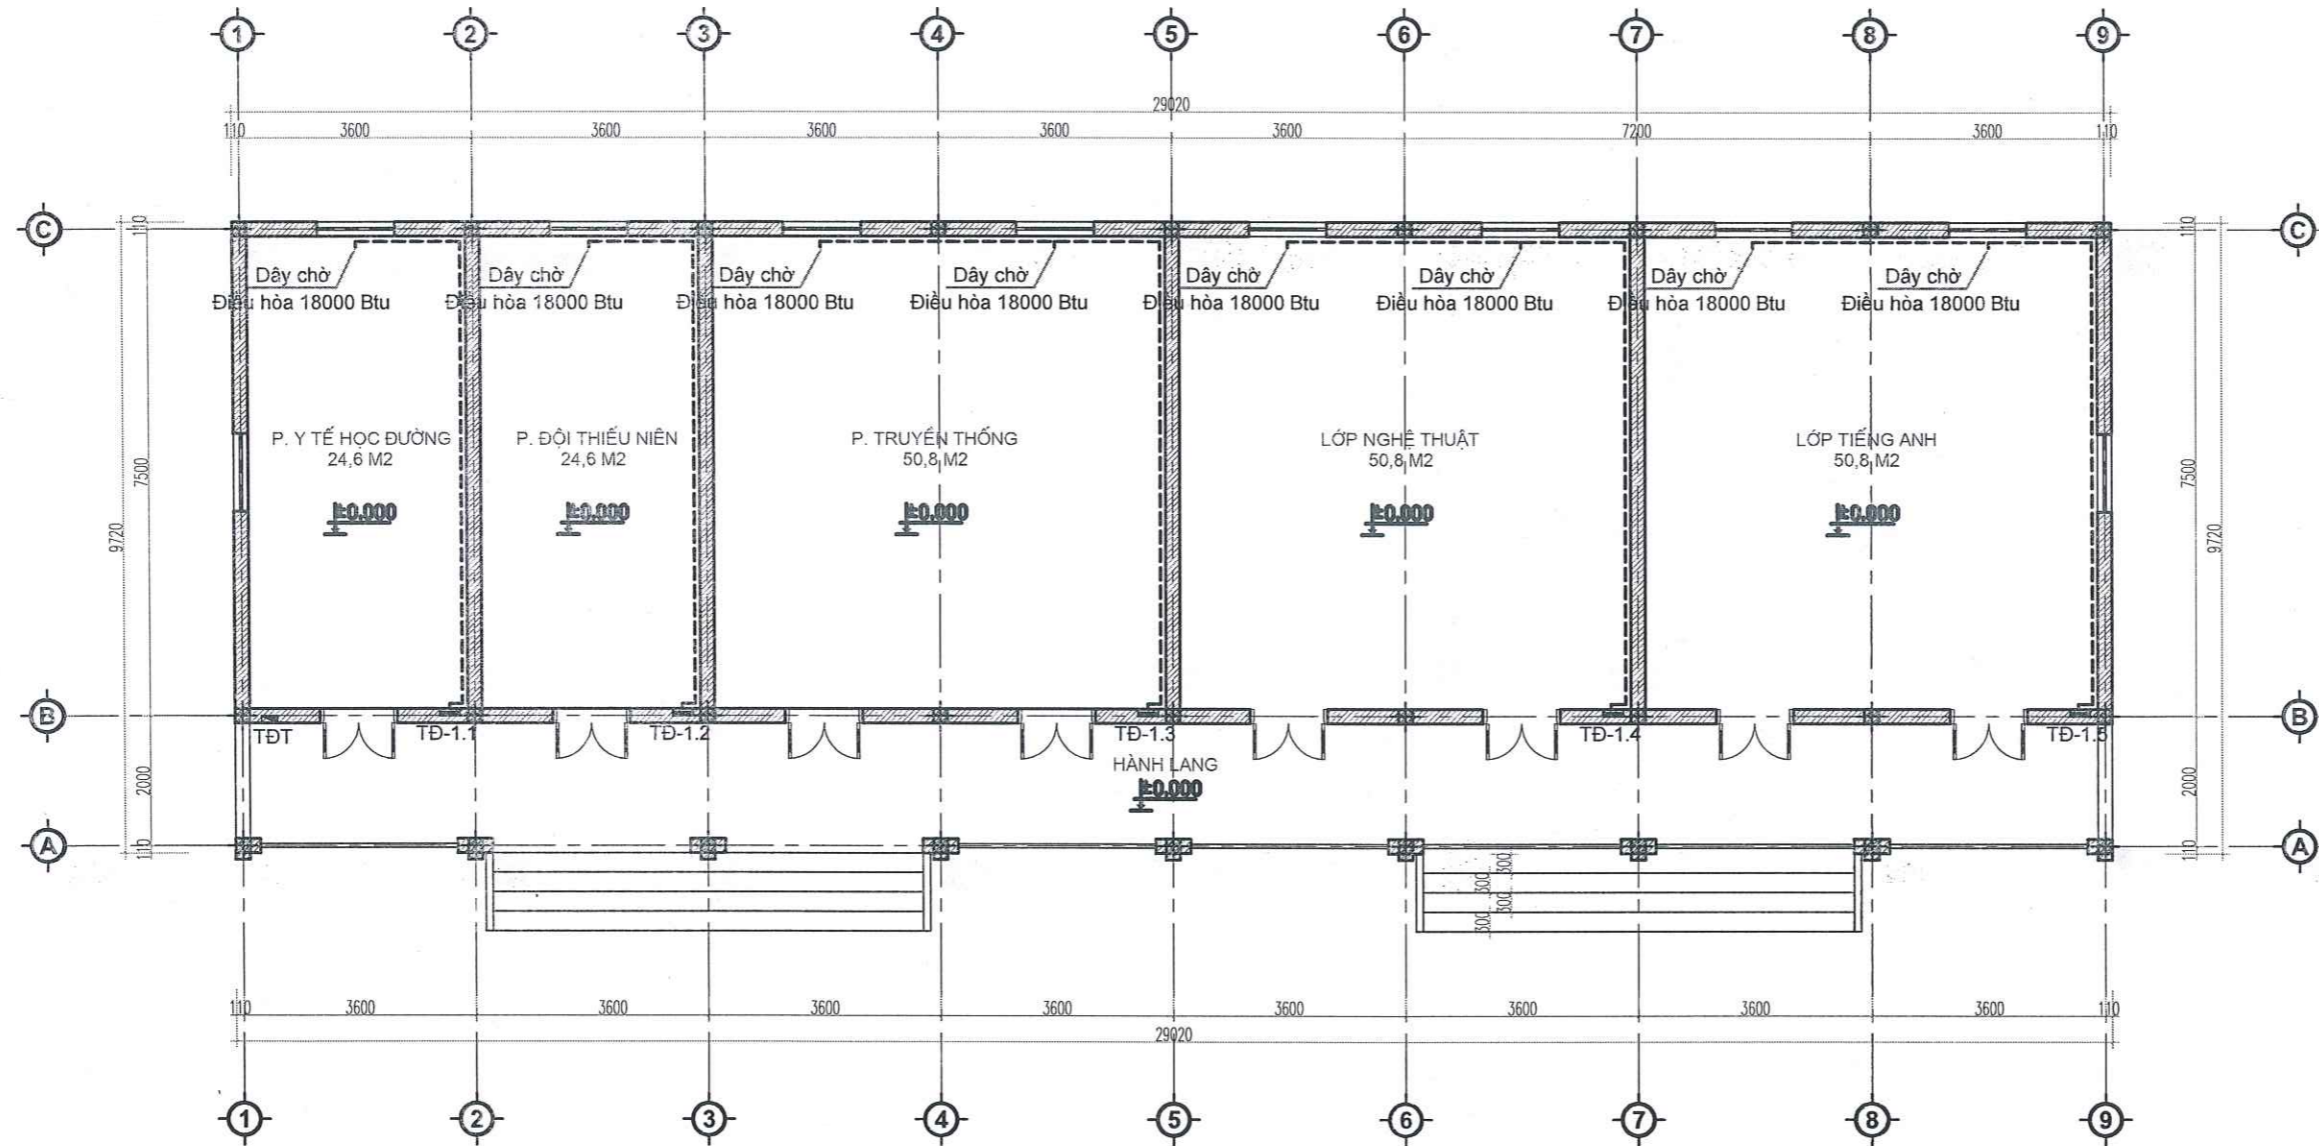 1 2 3 4 5 6 7 8 9
29020
110 3600 3600 3600 3600 3600 7200 3600 110
C C
110 110
Dây chờ Dây chờ Dây chờ Dây chờ Dây chờ Dây chờ Dây chờ Dây chờ
Điều hòa 18000 Btu Điều hòa 18000 Btu Điều hòa 18000 Btu Điều hòa 18000 Btu Điều hòa 18000 Btu Điều hòa 18000 Btu Điều hòa 18000 Btu Điều hòa 18000 Btu
P. Y TẾ HỌC ĐƯỜNG P. ĐỘI THIẾU NIÊN P. TRUYỀN THỐNG LỚP NGHỆ THUẬT LỚP TIẾNG ANH
24,6 M2 24,6 M2 50,8 M2 50,8 M2 50,8 M2
7500 7500
±0.000 ±0.000 ±0.000 ±0.000 ±0.000
9720 9720
B B
TĐT TĐ-1.1 TĐ-1.2 TĐ-1.3 TĐ-1.4 TĐ-1.5
HÀNH LANG
±0.000
2000 2000
A A
110 110
300
300
300
300
110 3600 3600 3600 3600 3600 3600 3600 3600 110
29020
1 2 3 4 5 6 7 8 9